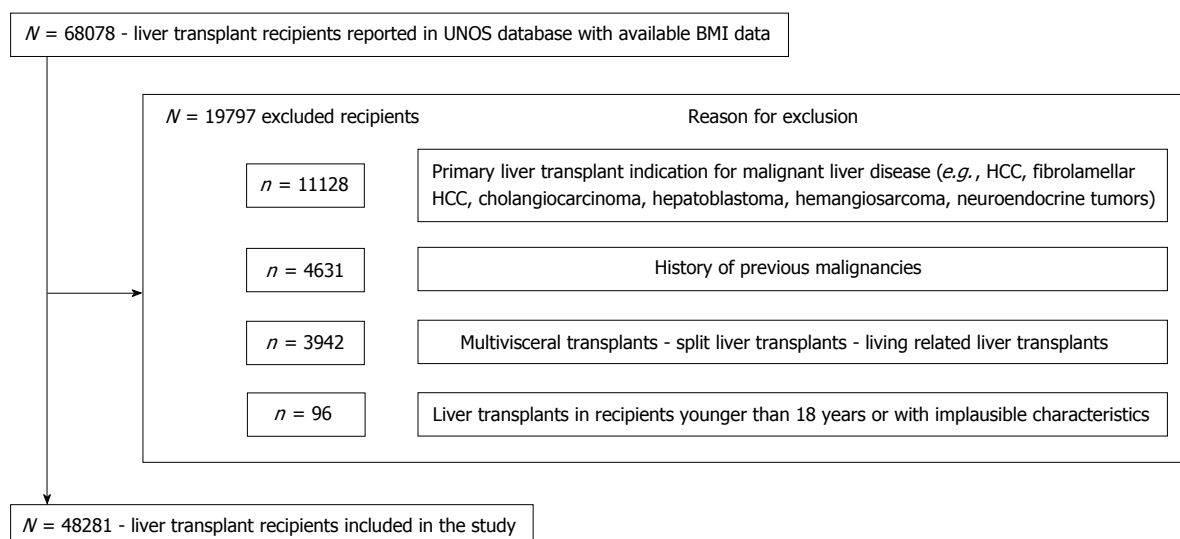 N = 68078 - liver transplant recipients reported in UNOS database with available BMI data
N = 19797 excluded recipients
Reason for exclusion
n = 11128
Primary liver transplant indication for malignant liver disease (e.g., HCC, fibrolamellar
HCC, cholangiocarcinoma, hepatoblastoma, hemangiosarcoma, neuroendocrine tumors)
n = 4631
History of previous malignancies
n = 3942
Multivisceral transplants - split liver transplants - living related liver transplants
n = 96
Liver transplants in recipients younger than 18 years or with implausible characteristics
N = 48281 - liver transplant recipients included in the study